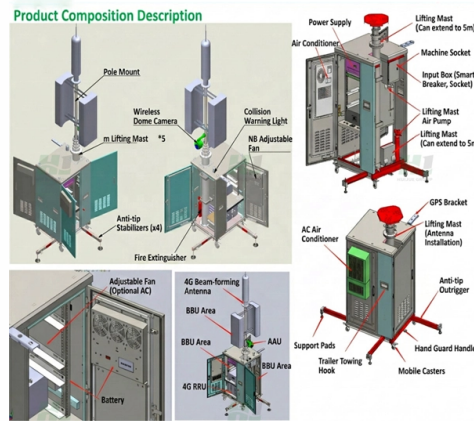 Product Composition Description
Pole Mount
Wireless
Dome Camera
Collision
Warning Light
m Lifting Mast
*5
NB Adjustable
Fan
Anti-tip
Stabilizers (x4)
Fire Extinguisher
Power Supply
Lifting Mast
(Can extend to 5m)
Air Conditioner
Machine Socket
Input Box (Smart
Breaker, Socket)
Lifting Mast
Air Pump
Lifting Mast
(Can extend to 5m
GPS Bracket
AC Air
Conditioner
Lifting Mast
(Antenna
Installation)
Anti-tip
Outrigger
Support Pads
Trailer Towing
Hook
Hand Guard Handle
Mobile Casters
Adjustable Fan
(Optional AC)
Battery
4G Beam-forming
Antenna
BBU Area
BBU Area
AAU
BBU Area
4G RRU